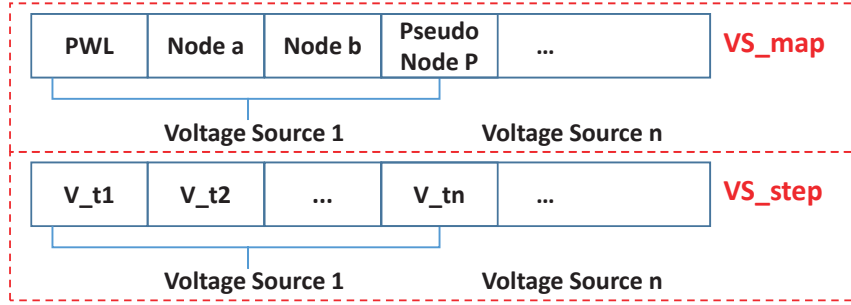 PWL Node a Node b Pseudo Node P ... VS_map
Voltage Source 1 Voltage Source n
V_t1 V_t2 ... V_tn ... VS_step
Voltage Source 1 Voltage Source n